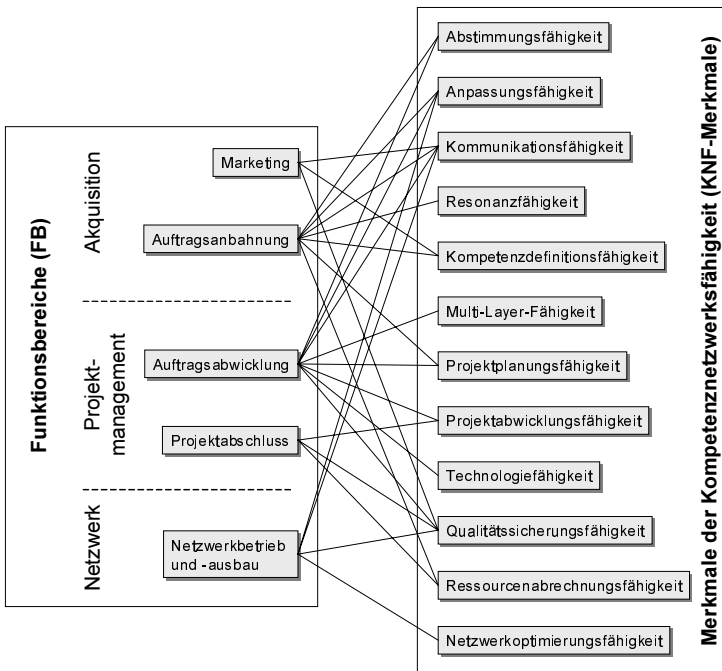 Funktionsbereiche (FB)
Akquisition
Marketing
Auftragsanbahnung
Projekt-
management
Auftragsabwicklung
Projektabschluss
Netzwerk
Netzwerkbetrieb
und -ausbau
Abstimmungsfähigkeit
Anpassungsfähigkeit
Kommunikationsfähigkeit
Resonanzfähigkeit
Kompetenzdefinitionsfähigkeit
Multi-Layer-Fähigkeit
Projektplanungsfähigkeit
Projektabwicklungsfähigkeit
Technologiefähigkeit
Qualitätssicherungsfähigkeit
Ressourcenabrechnungsfähigkeit
Netzwerkoptimierungsfähigkeit
Merkmale der Kompetenznetzwerksfähigkeit (KNF-Merkmale)